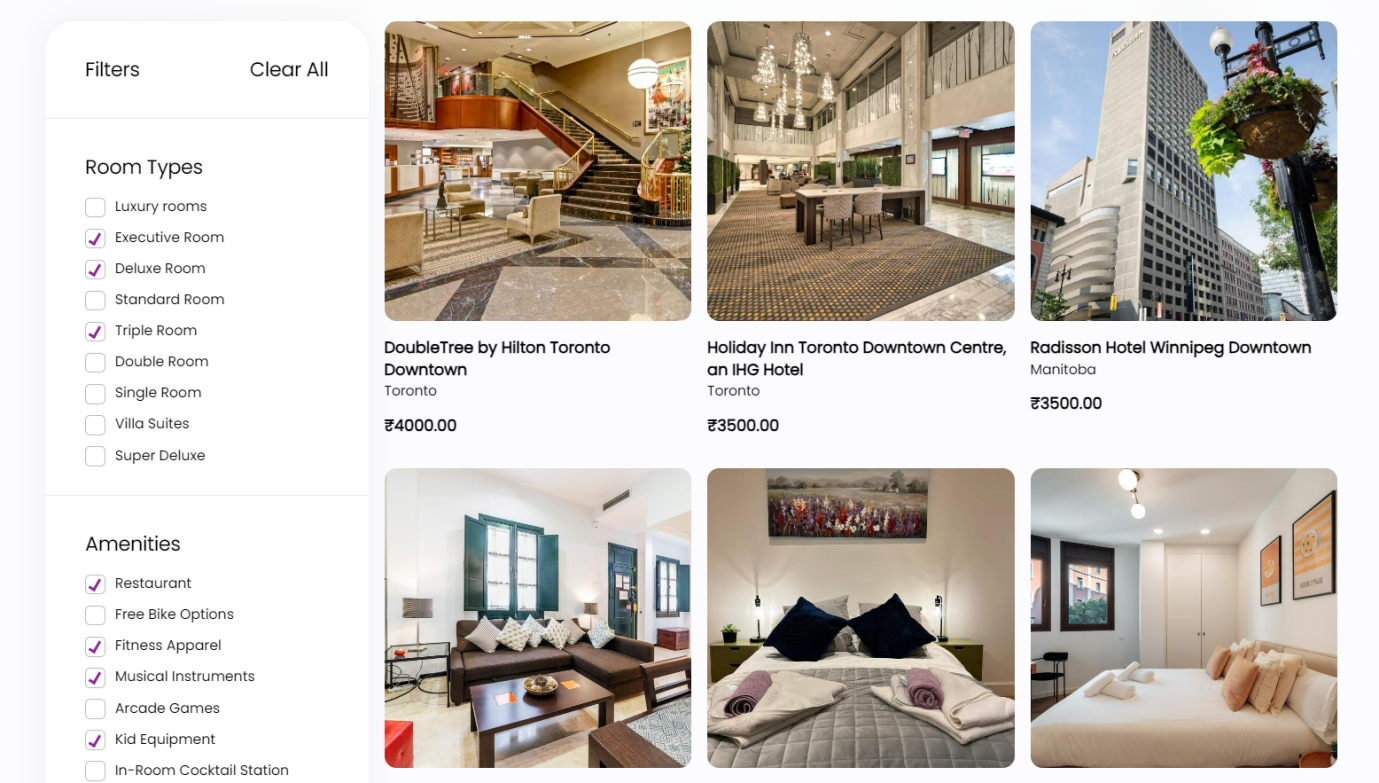 Filters
Clear All
Room Types
Luxury rooms
Executive Room
Deluxe Room
Standard Room
Triple Room
Double Room
Single Room
Villa Suites
Super Deluxe
Amenities
Restaurant
Free Bike Options
Fitness Apparel
Musical Instruments
Arcade Games
Kid Equipment
In-Room Cocktail Station
DoubleTree by Hilton Toronto
Downtown
Toronto
₹4000.00
Holiday Inn Toronto Downtown Centre,
an IHG Hotel
Toronto
₹3500.00
Radisson Hotel Winnipeg Downtown
Manitoba
₹3500.00